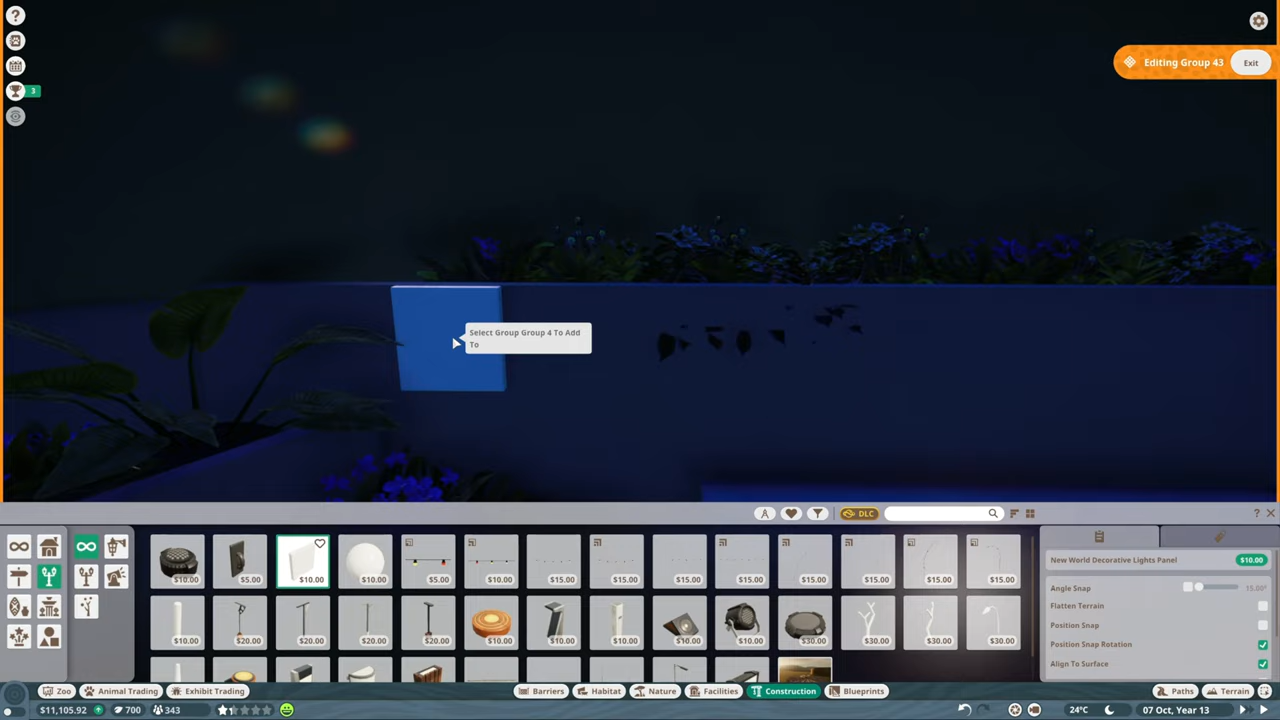 ?
3
Editing Group 43
Exit
Select Group Group 4 To Add
To
DLC
?
$10.00 $5.00 $10.00 $10.00 $5.00 $10.00 $15.00 $15.00 $15.00 $15.00 $15.00 $15.00 $15.00
$10.00 $20.00 $20.00 $20.00 $20.00 $10.00 $10.00 $10.00 $10.00 $10.00 $30.00 $30.00 $30.00 $30.00
New World Decorative Lights Panel $10.00
Angle Snap 15.00°
Flatten Terrain
Position Snap
Position Snap Rotation
Align To Surface
Zoo Animal Trading Exhibit Trading Barriers Habitat Nature Facilities Construction Blueprints Paths Terrain
$11,105.92 700 343 24°C 07 Oct, Year 13